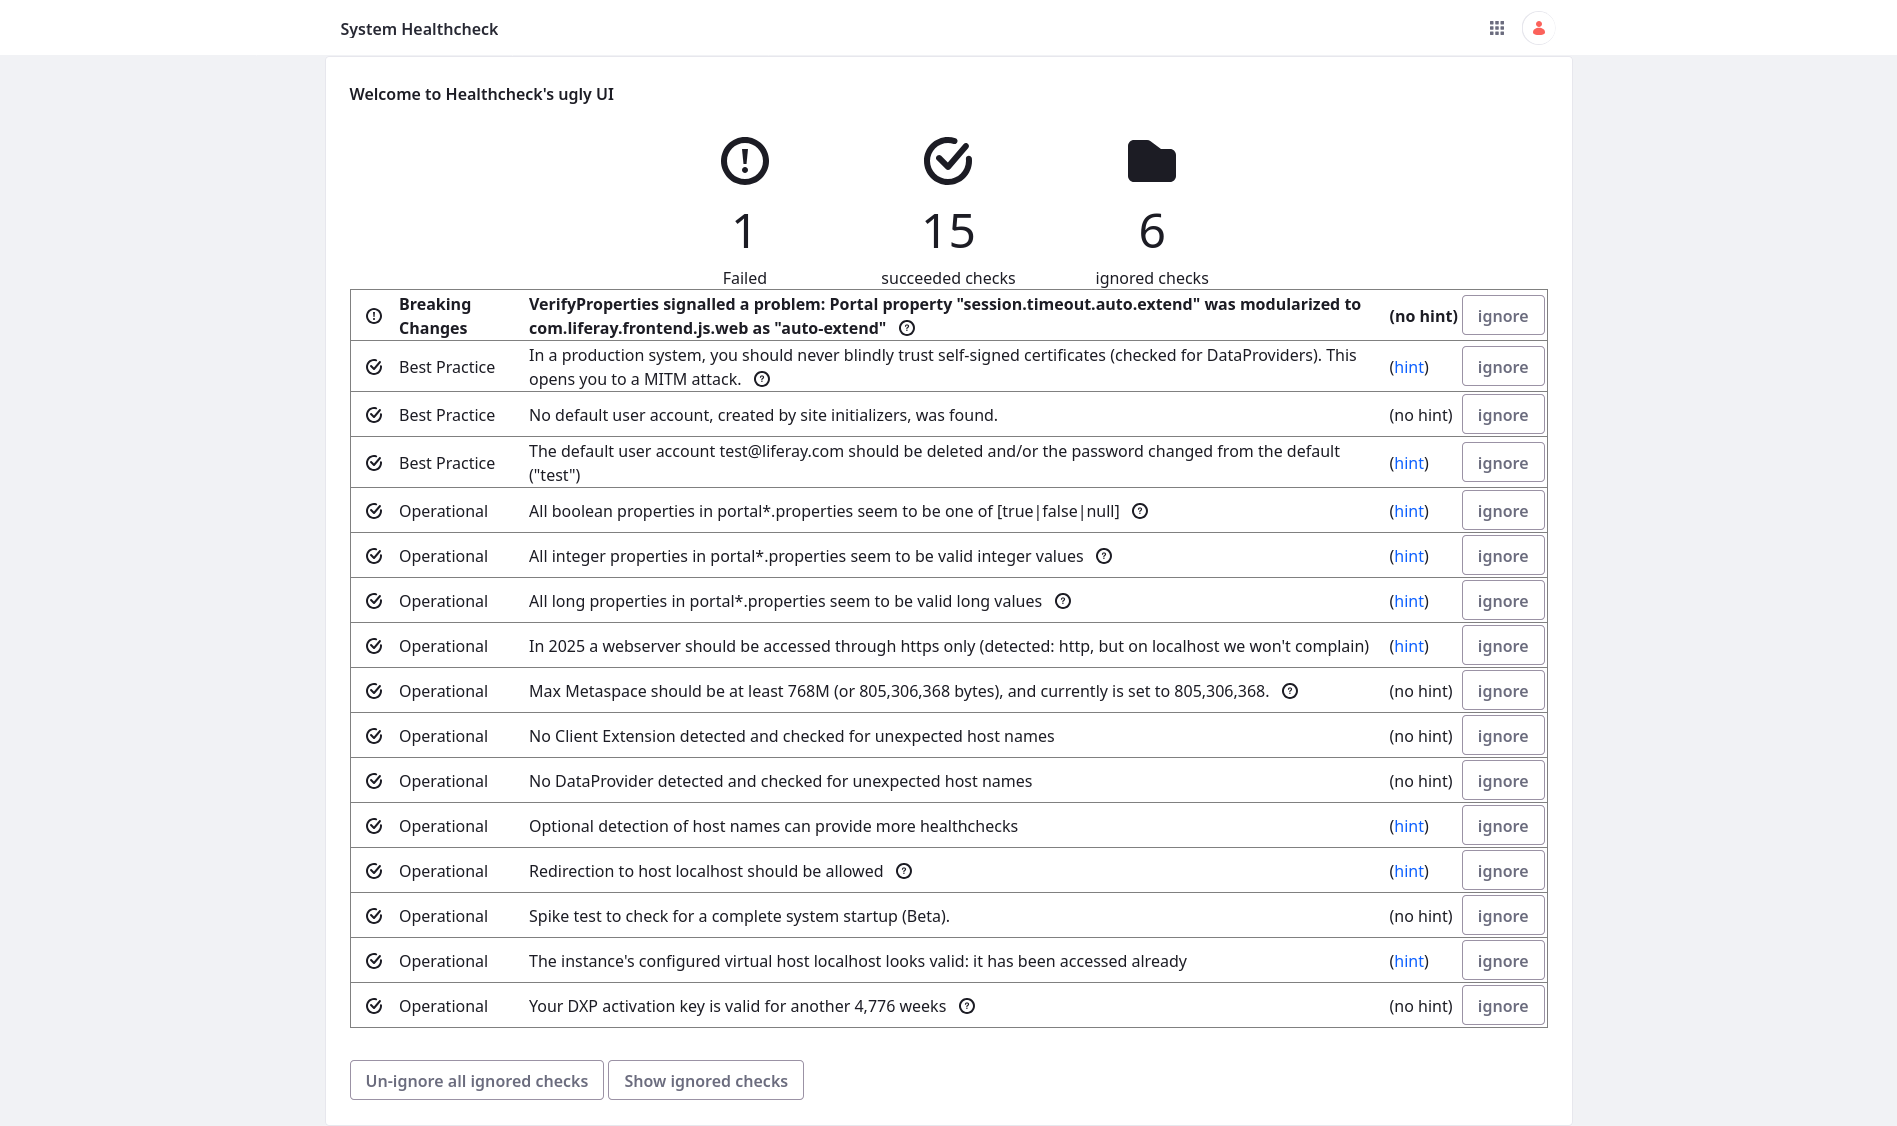 System Healthcheck
Welcome to Healthcheck's ugly UI
1
15
6
Failed
succeeded checks
ignored checks
Breaking Changes
VerifyProperties signalled a problem: Portal property "session.timeout.auto.extend" was modularized to
com.liferay.frontend.js.web as "auto-extend"
(no hint)
ignore
Best Practice
In a production system, you should never blindly trust self-signed certificates (checked for DataProviders). This
opens you to a MITM attack.
(hint)
ignore
Best Practice
No default user account, created by site initializers, was found.
(no hint)
ignore
Best Practice
The default user account test@liferay.com should be deleted and/or the password changed from the default
("test")
(hint)
ignore
Operational
All boolean properties in portal*.properties seem to be one of [true|false|null]
(hint)
ignore
Operational
All integer properties in portal*.properties seem to be valid integer values
(hint)
ignore
Operational
All long properties in portal*.properties seem to be valid long values
(hint)
ignore
Operational
In 2025 a webserver should be accessed through https only (detected: http, but on localhost we won't complain)
(hint)
ignore
Operational
Max Metaspace should be at least 768M (or 805,306,368 bytes), and currently is set to 805,306,368.
(no hint)
ignore
Operational
No Client Extension detected and checked for unexpected host names
(no hint)
ignore
Operational
No DataProvider detected and checked for unexpected host names
(no hint)
ignore
Operational
Optional detection of host names can provide more healthchecks
(hint)
ignore
Operational
Redirection to host localhost should be allowed
(hint)
ignore
Operational
Spike test to check for a complete system startup (Beta).
(no hint)
ignore
Operational
The instance's configured virtual host localhost looks valid: it has been accessed already
(hint)
ignore
Operational
Your DXP activation key is valid for another 4,776 weeks
(no hint)
ignore
Un-ignore all ignored checks
Show ignored checks